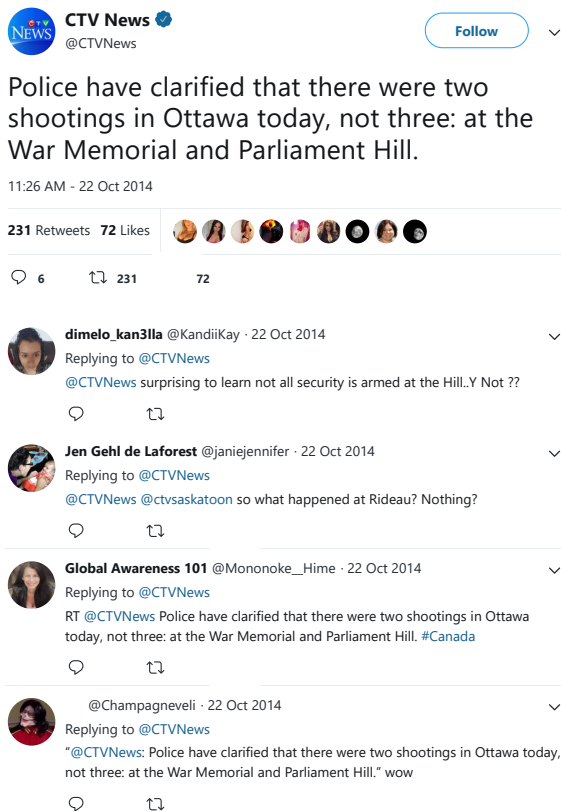 CTV NEWS
CTV News
@CTVNews
Follow
Police have clarified that there were two
shootings in Ottawa today, not three: at the
War Memorial and Parliament Hill.
11:26 AM - 22 Oct 2014
231 Retweets 72 Likes
6 231 72
dimelo_kan3lla @KandiiKay · 22 Oct 2014
Replying to @CTVNews
@CTVNews surprising to learn not all security is armed at the Hill..Y Not ??
Jen Gehl de Laforest @janiejennifer · 22 Oct 2014
Replying to @CTVNews
@CTVNews @ctvsaskatoon so what happened at Rideau? Nothing?
Global Awareness 101 @Mononoke__Hime · 22 Oct 2014
Replying to @CTVNews
RT @CTVNews Police have clarified that there were two shootings in Ottawa
today, not three: at the War Memorial and Parliament Hill. #Canada
@Champagneveli · 22 Oct 2014
Replying to @CTVNews
"@CTVNews: Police have clarified that there were two shootings in Ottawa today,
not three: at the War Memorial and Parliament Hill." wow